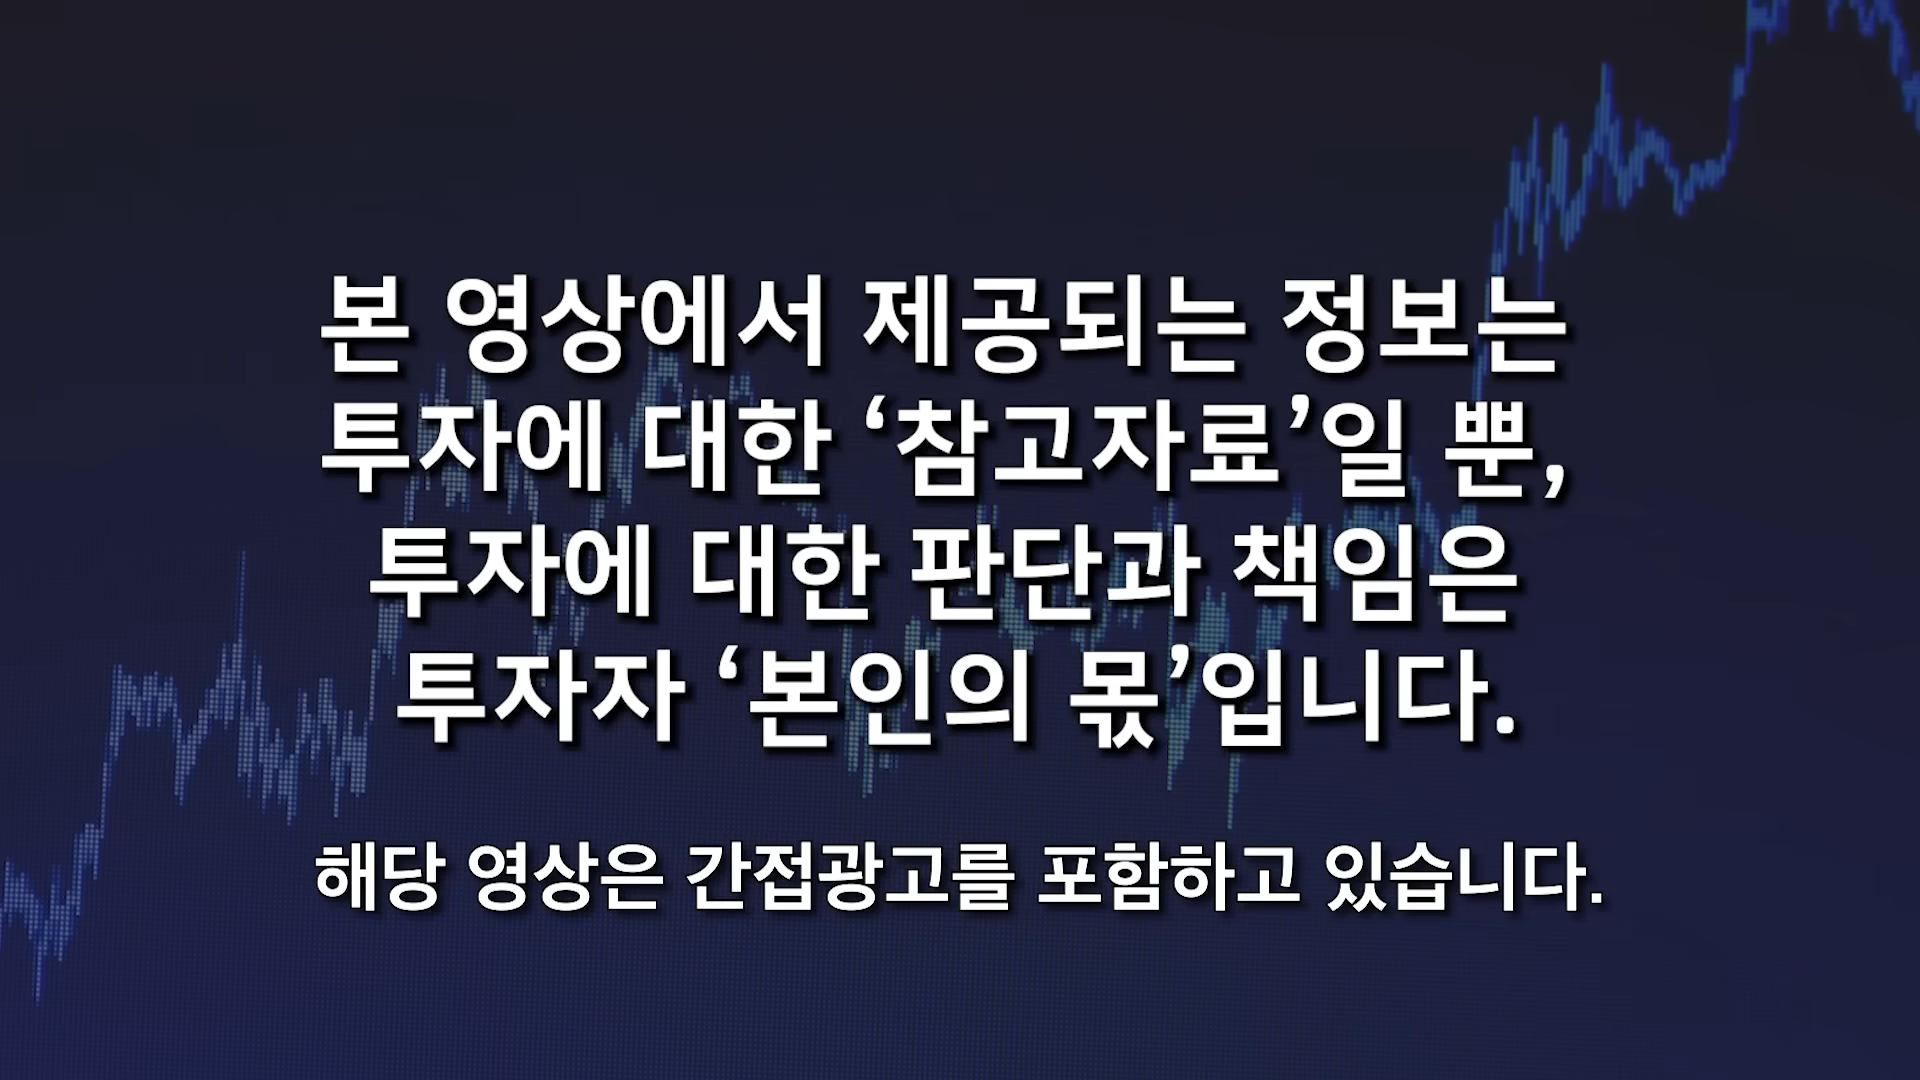 본 영상에서 제공되는 정보는
투자에 대한 ‘참고자료’일 뿐,
투자에 대한 판단과 책임은
투자자 ‘본인의 몫’입니다.
해당 영상은 간접광고를 포함하고 있습니다.